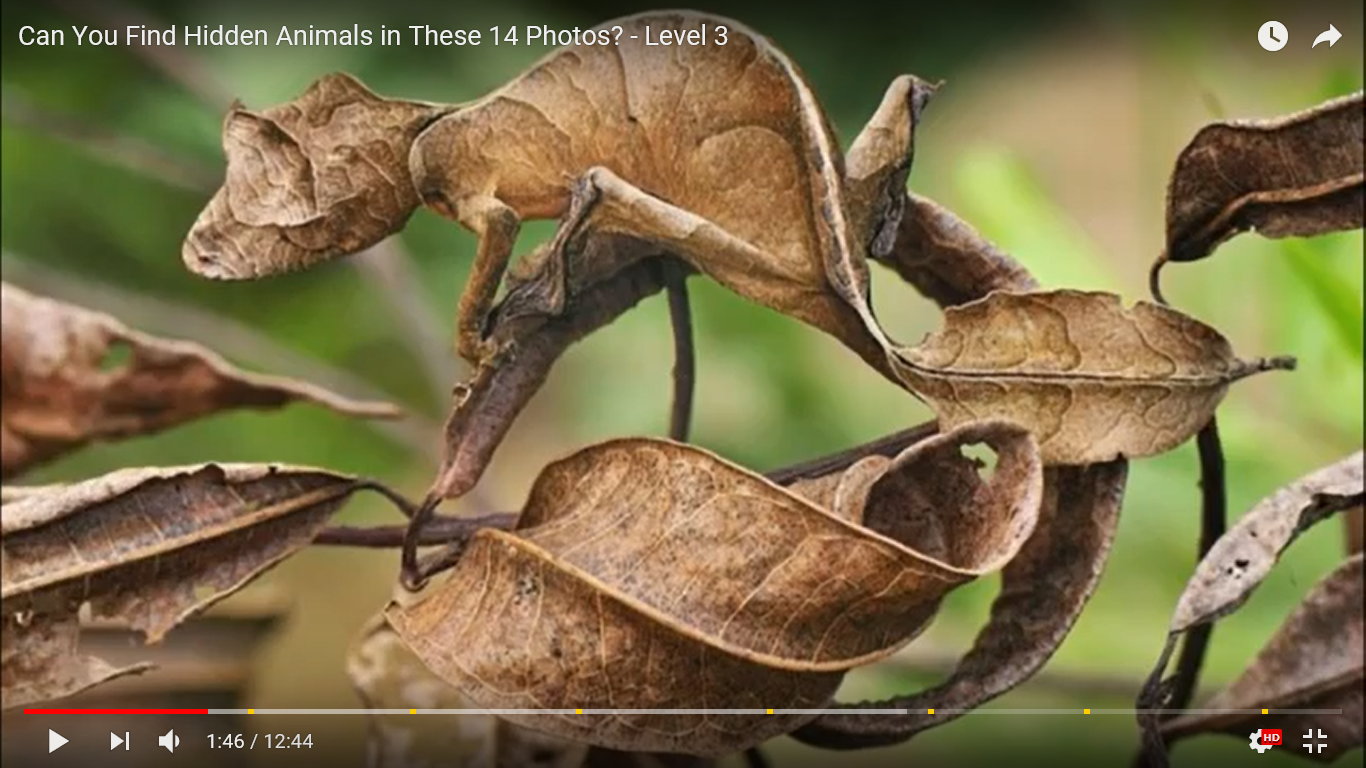 Can You Find Hidden Animals in These 14 Photos? - Level 3
1:46 / 12:44
HD